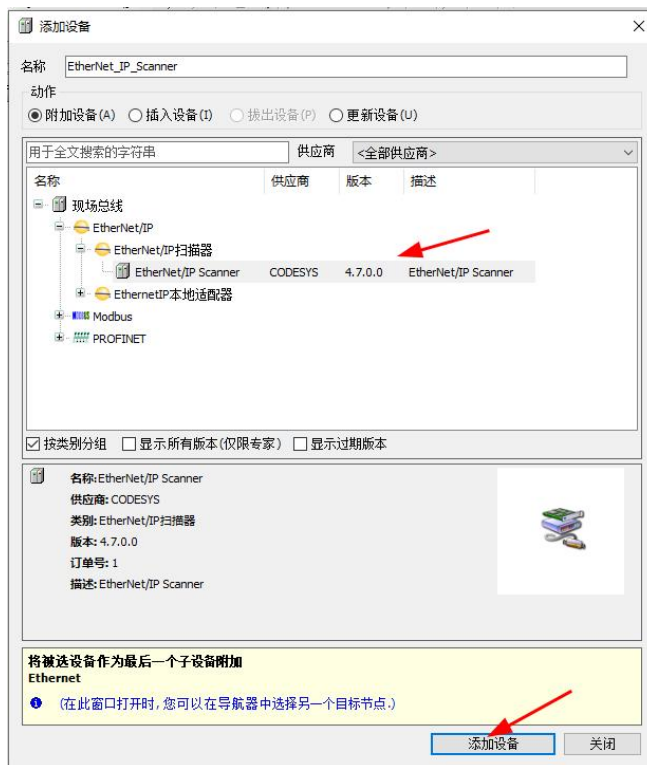 添加设备
名称 EtherNet_IP_Scanner
动作
附加设备(A) 插入设备(I) 拔出设备(P) 更新设备(U)
用于全文搜索的字符串 供应商 <全部供应商>
名称 供应商 版本 描述
现场总线
EtherNet/IP
EtherNet/IP扫描器
EtherNet/IP Scanner CODESYS 4.7.0.0 EtherNet/IP Scanner
EthernetIP本地适配器
Modbus
PROFINET
按类别分组 显示所有版本(仅限专家) 显示过期版本
名称:EtherNet/IP Scanner
供应商: CODESYS
类别: EtherNet/IP扫描器
版本: 4.7.0.0
订单号: 1
描述: EtherNet/IP Scanner
将被选设备作为最后一个子设备附加
Ethernet
(在此窗口打开时,您可以在导航器中选择另一个目标节点.)
添加设备 关闭